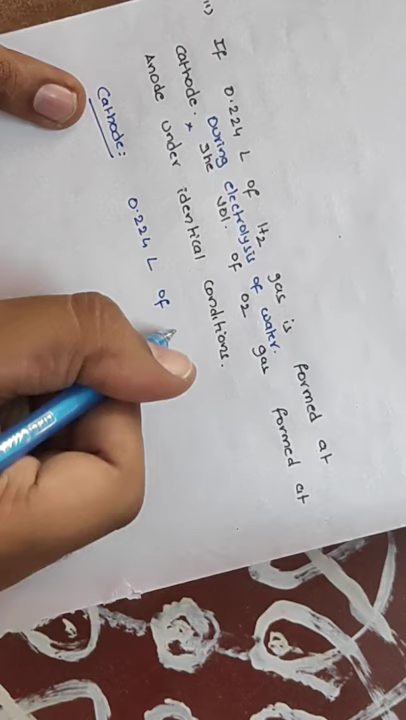 11) If 0.224 L of H2 gas is formed at
cathode. * During electrolysis of water.
The vol. of O2 gas formed at
Anode under identical conditions.
Cathode: 0.224 L of